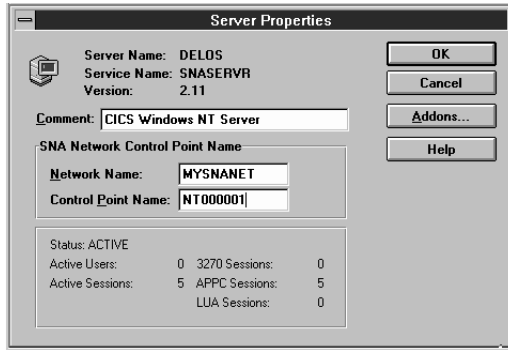 Server Properties
Server Name: DELOS
Service Name: SNASERVR
Version: 2.11
Comment: CICS Windows NT Server
SNA Network Control Point Name
Network Name: MYSNANET
Control Point Name: NT000001
Status: ACTIVE
Active Users: 0 3270 Sessions: 0
Active Sessions: 5 APPC Sessions: 5
LUA Sessions: 0
OK
Cancel
Addons...
Help